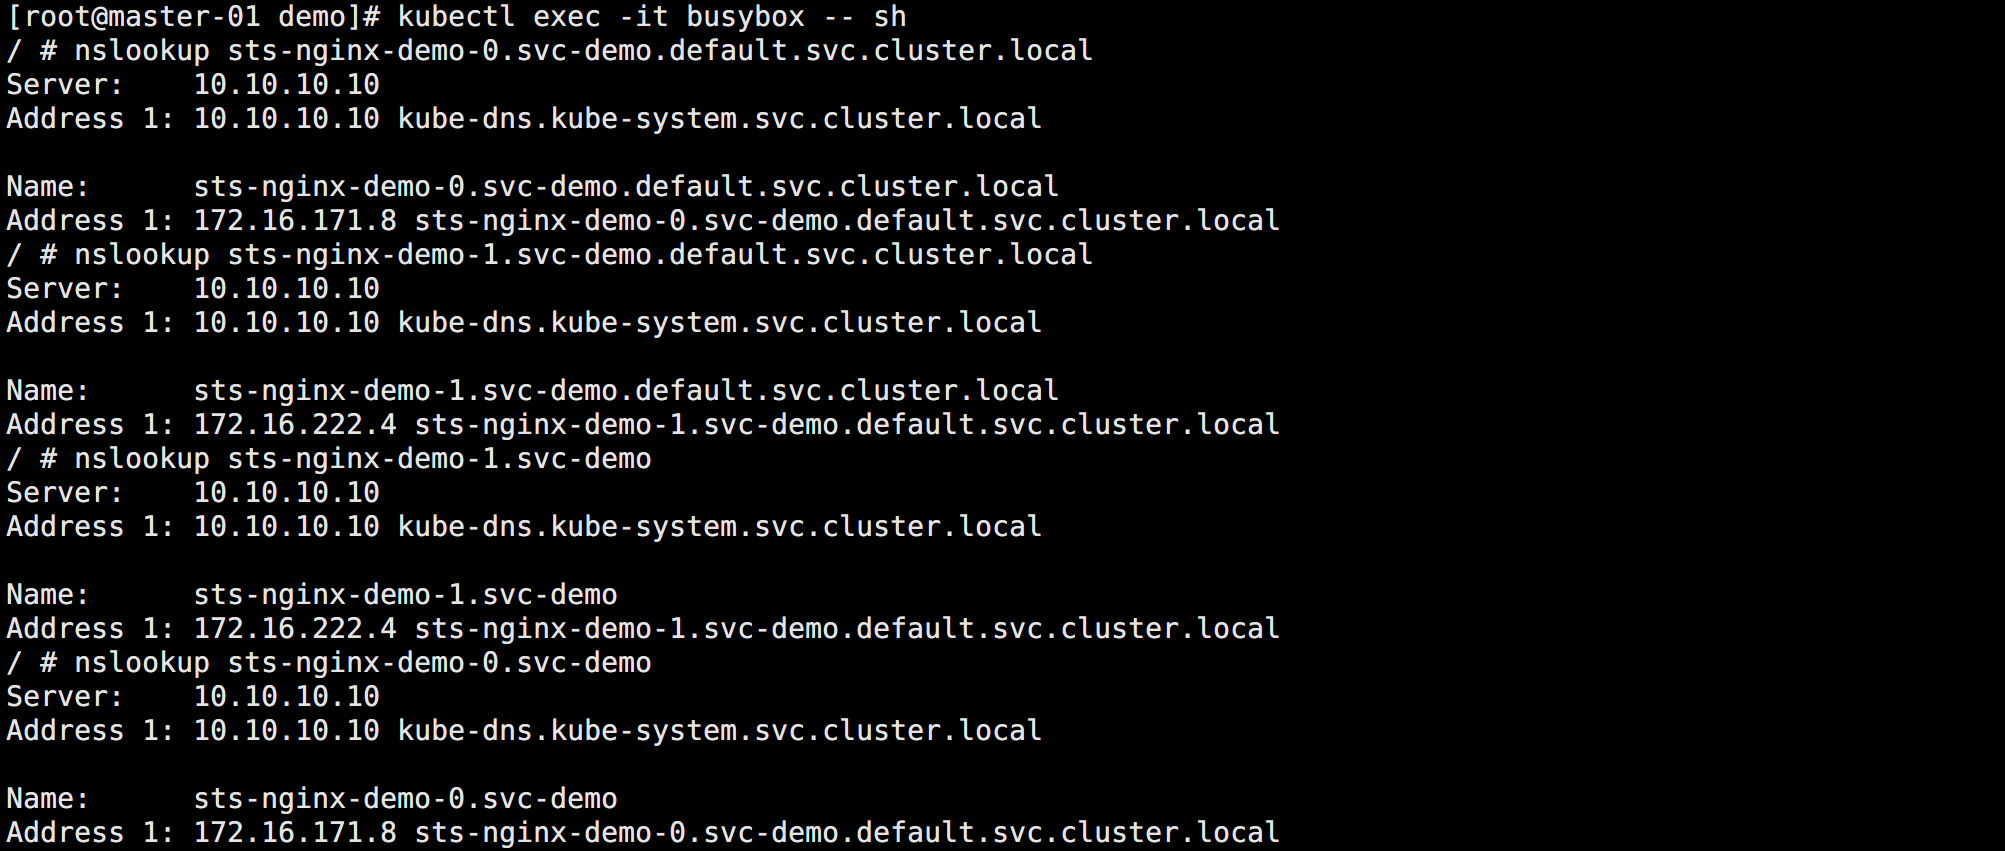 [root@master-01 demo]# kubectl exec -it busybox -- sh
/ # nslookup sts-nginx-demo-0.svc-demo.default.svc.cluster.local
Server:    10.10.10.10
Address 1: 10.10.10.10 kube-dns.kube-system.svc.cluster.local

Name:      sts-nginx-demo-0.svc-demo.default.svc.cluster.local
Address 1: 172.16.171.8 sts-nginx-demo-0.svc-demo.default.svc.cluster.local
/ # nslookup sts-nginx-demo-1.svc-demo.default.svc.cluster.local
Server:    10.10.10.10
Address 1: 10.10.10.10 kube-dns.kube-system.svc.cluster.local

Name:      sts-nginx-demo-1.svc-demo.default.svc.cluster.local
Address 1: 172.16.222.4 sts-nginx-demo-1.svc-demo.default.svc.cluster.local
/ # nslookup sts-nginx-demo-1.svc-demo
Server:    10.10.10.10
Address 1: 10.10.10.10 kube-dns.kube-system.svc.cluster.local

Name:      sts-nginx-demo-1.svc-demo
Address 1: 172.16.222.4 sts-nginx-demo-1.svc-demo.default.svc.cluster.local
/ # nslookup sts-nginx-demo-0.svc-demo
Server:    10.10.10.10
Address 1: 10.10.10.10 kube-dns.kube-system.svc.cluster.local

Name:      sts-nginx-demo-0.svc-demo
Address 1: 172.16.171.8 sts-nginx-demo-0.svc-demo.default.svc.cluster.local